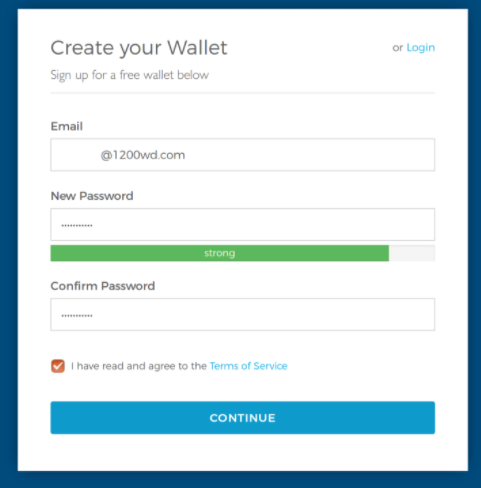 Create your Wallet
or Login
Sign up for a free wallet below
Email
@1200wd.com
New Password
···········
strong
Confirm Password
···········
I have read and agree to the Terms of Service
CONTINUE